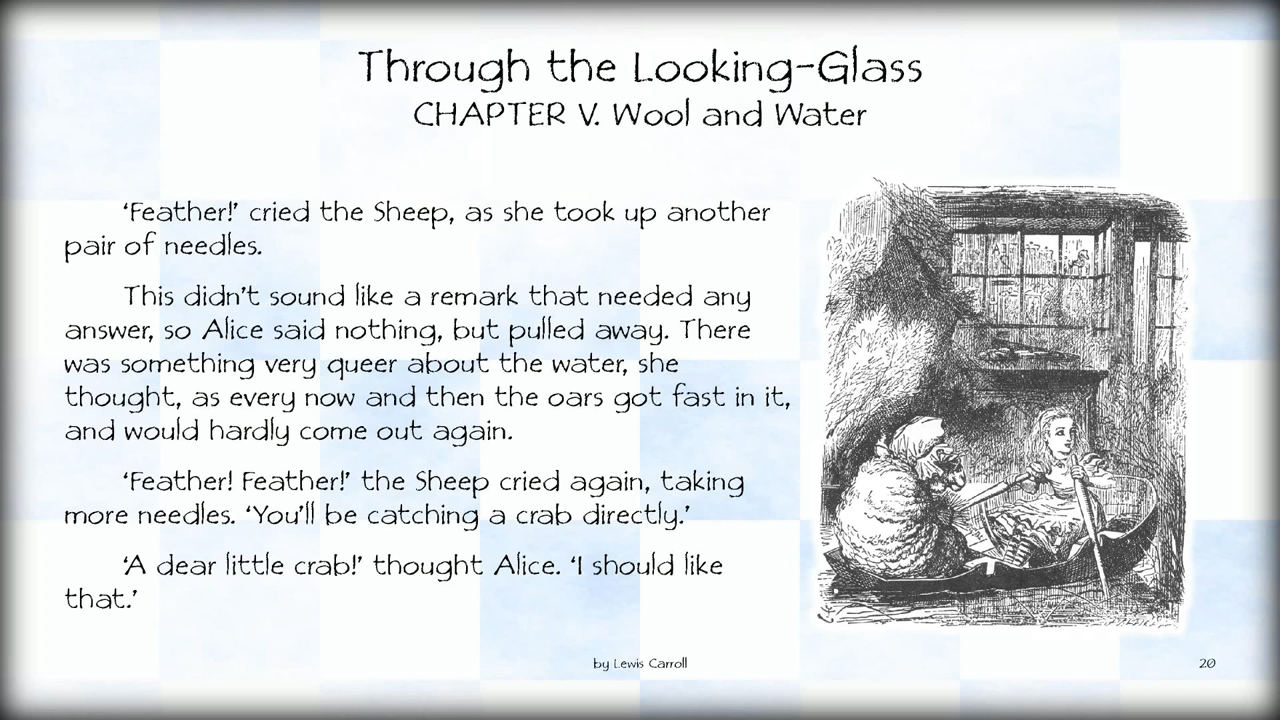 Through the Looking-Glass
CHAPTER V. Wool and Water
‘Feather!’ cried the Sheep, as she took up another
pair of needles.
This didn’t sound like a remark that needed any
answer, so Alice said nothing, but pulled away. There
was something very queer about the water, she
thought, as every now and then the oars got fast in it,
and would hardly come out again.
‘Feather! Feather!’ the Sheep cried again, taking
more needles. ‘You’ll be catching a crab directly.’
‘A dear little crab!’ thought Alice. ‘I should like
that.’
by Lewis Carroll
20